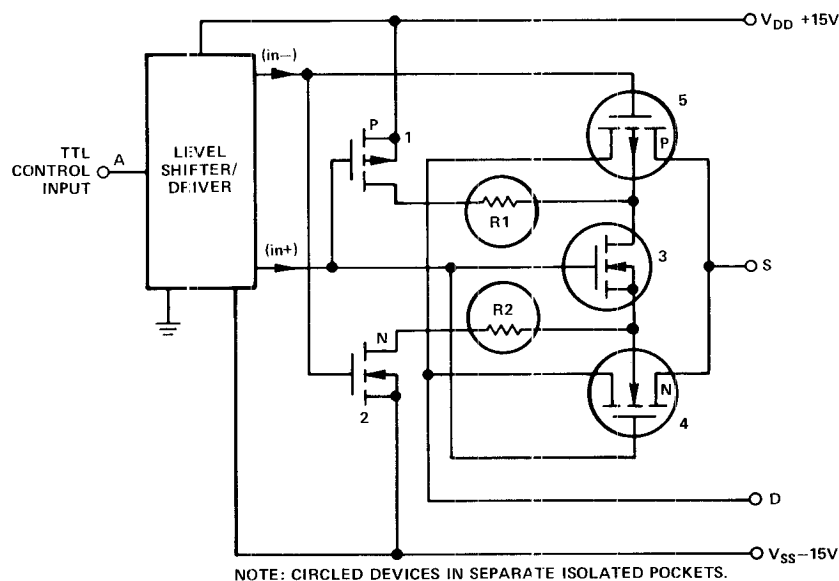 V_DD +15V
(in-)
5
P
1
P
TTL
CONTROL
INPUT
A
LEVEL
SHIFTER/
DRIVER
R1
(in+)
3
S
R2
N
N
2
4
D
V_SS-15V
NOTE: CIRCLED DEVICES IN SEPARATE ISOLATED POCKETS.